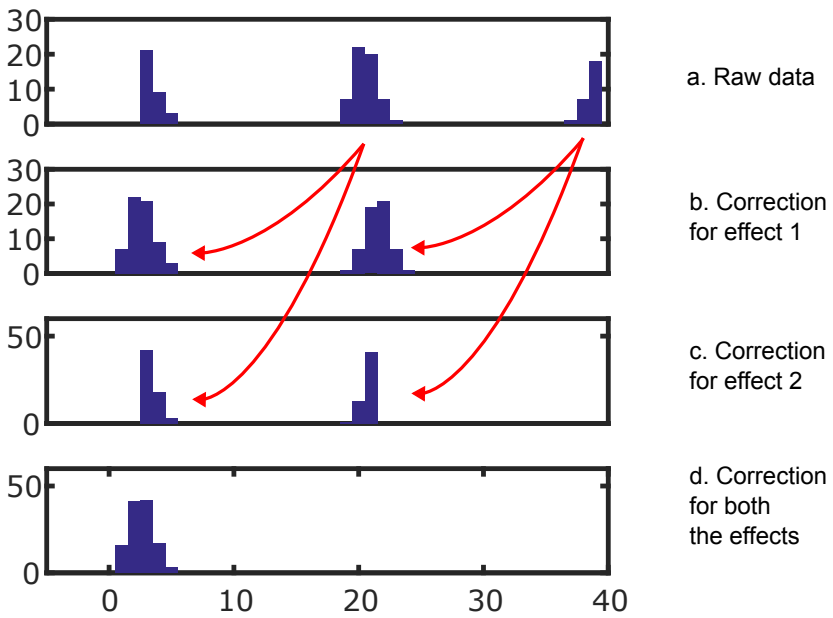 30
20
10
0
a. Raw data
30
20
10
0
b. Correction
for effect 1
50
0
c. Correction
for effect 2
50
0
d. Correction
for both
the effects
0 10 20 30 40